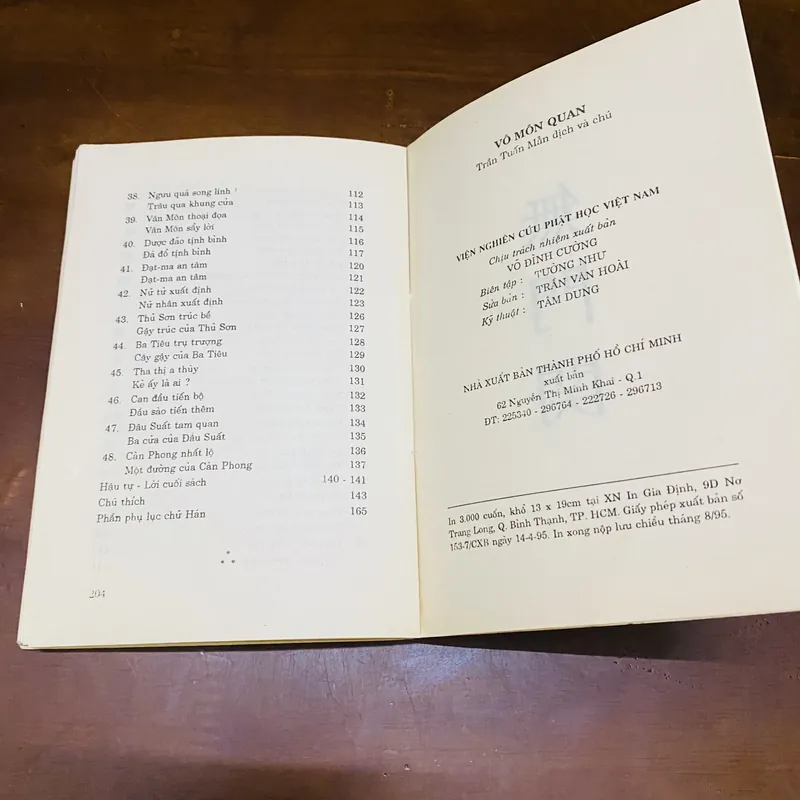 38. Ngưu quá song linh 112
Trâu qua khung cửa 113
39. Vân Môn thoại đọa 114
Vân Môn sẩy lời 115
40. Dược đảo tịnh bình 116
Đá đổ tịnh bình 117
41. Đạt-ma an tâm 120
Đạt-ma an tâm 121
42. Nữ tử xuất định 122
Nữ nhân xuất định 123
43. Thủ Sơn trúc bề 126
Gậy trúc của Thủ Sơn 127
44. Ba Tiêu trụ trượng 128
Cây gậy của Ba Tiêu 129
45. Tha thị a thùy 130
Kẻ ấy là ai ? 131
46. Can đầu tiến bộ 132
Đầu sào tiến thêm 133
47. Đâu Suất tam quan 134
Ba cửa của Đâu Suất 135
48. Càn Phong nhất lộ 136
Một đường của Càn Phong 137
Hậu tự - Lời cuối sách 140 - 141
Chú thích 143
Phần phụ lục chữ Hán 165
204
VÔ MÔN QUAN
Trần Tuấn Mẫn dịch và chú
VIỆN NGHIÊN CỨU PHẬT HỌC VIỆT NAM
Chịu trách nhiệm xuất bản
VÕ ĐÌNH CƯỜNG
Biên tập : TƯỜNG NHƯ
Sửa bản : TRẦN VĂN HOÀI
Kỹ thuật : TÂM DUNG
NHÀ XUẤT BẢN THÀNH PHỐ HỒ CHÍ MINH
xuất bản
62 Nguyễn Thị Minh Khai - Q.1
ĐT: 225340 - 296764 - 222726 - 296713
In 3.000 cuốn, khổ 13 x 19cm tại XN In Gia Định, 9D Nơ
Trang Long, Q. Bình Thạnh, TP. HCM. Giấy phép xuất bản số
153-7/CXB ngày 14-4-95. In xong nộp lưu chiểu tháng 8/95.